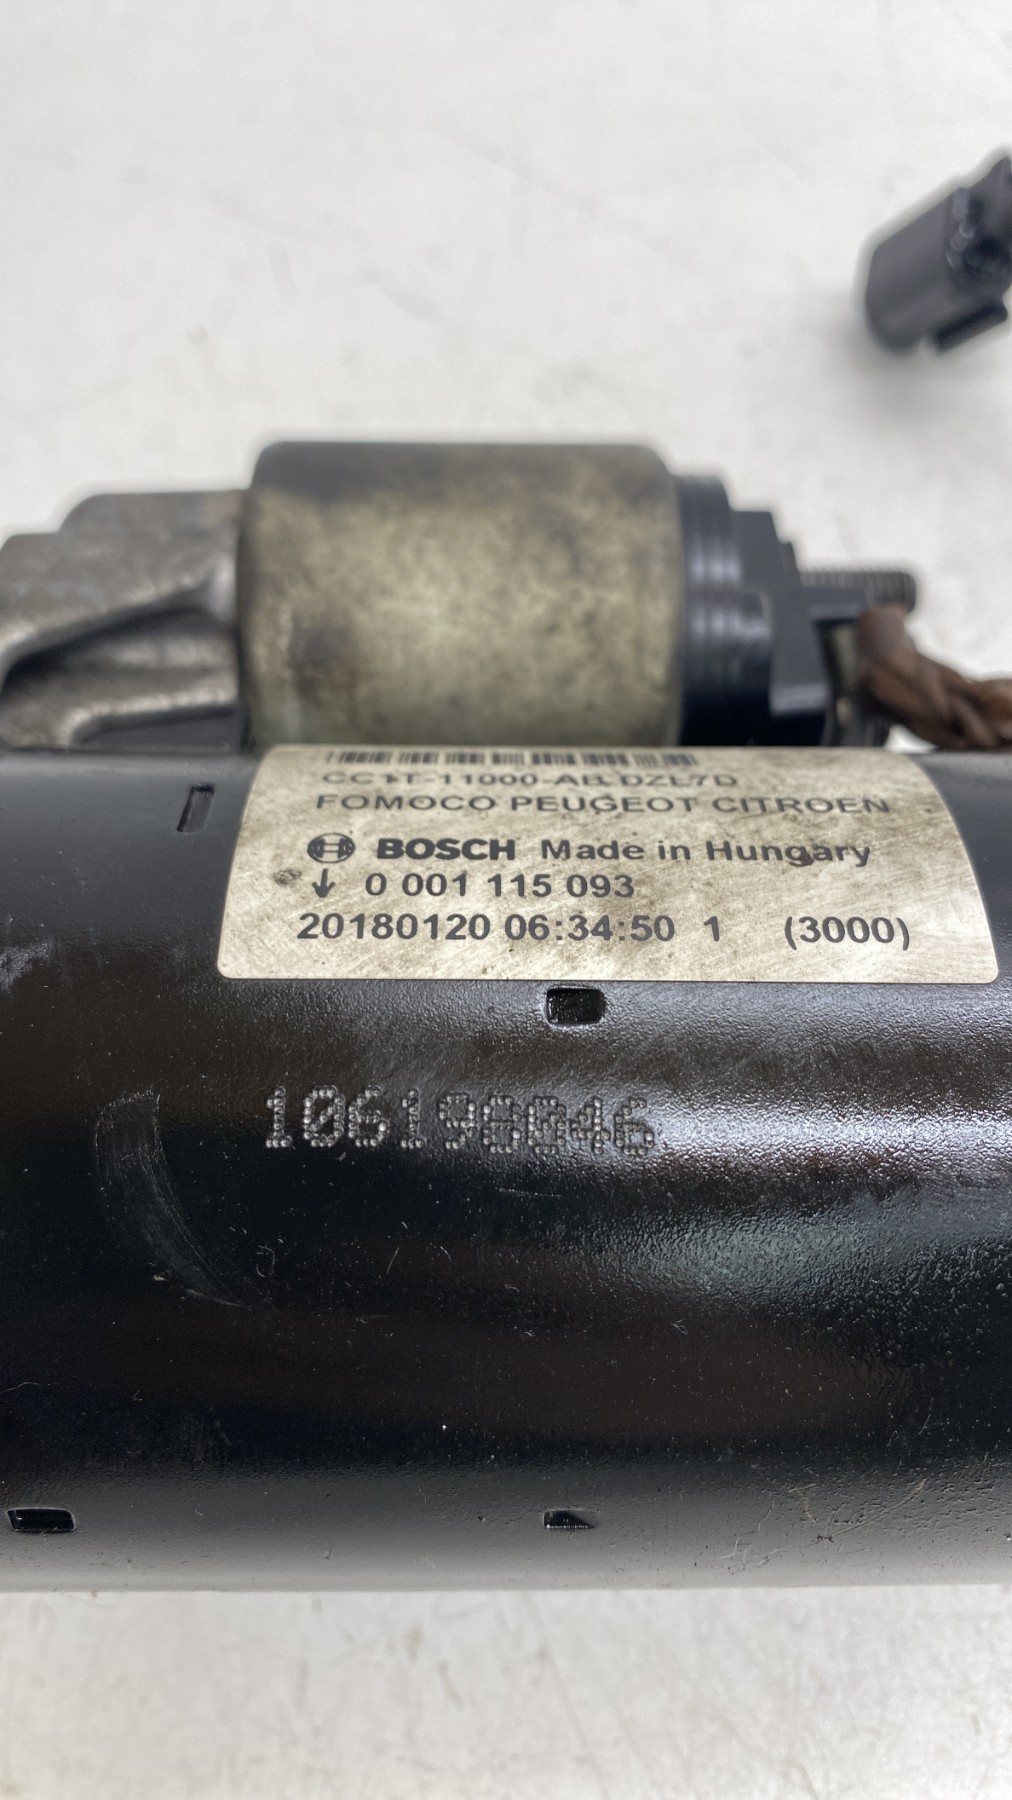 CC1T-11000-AB DZL7D
FOMOCO PEUGEOT CITROEN
BOSCH Made in Hungary
↓ 0 001 115 093
20180120 06:34:50 1 (3000)
106198046